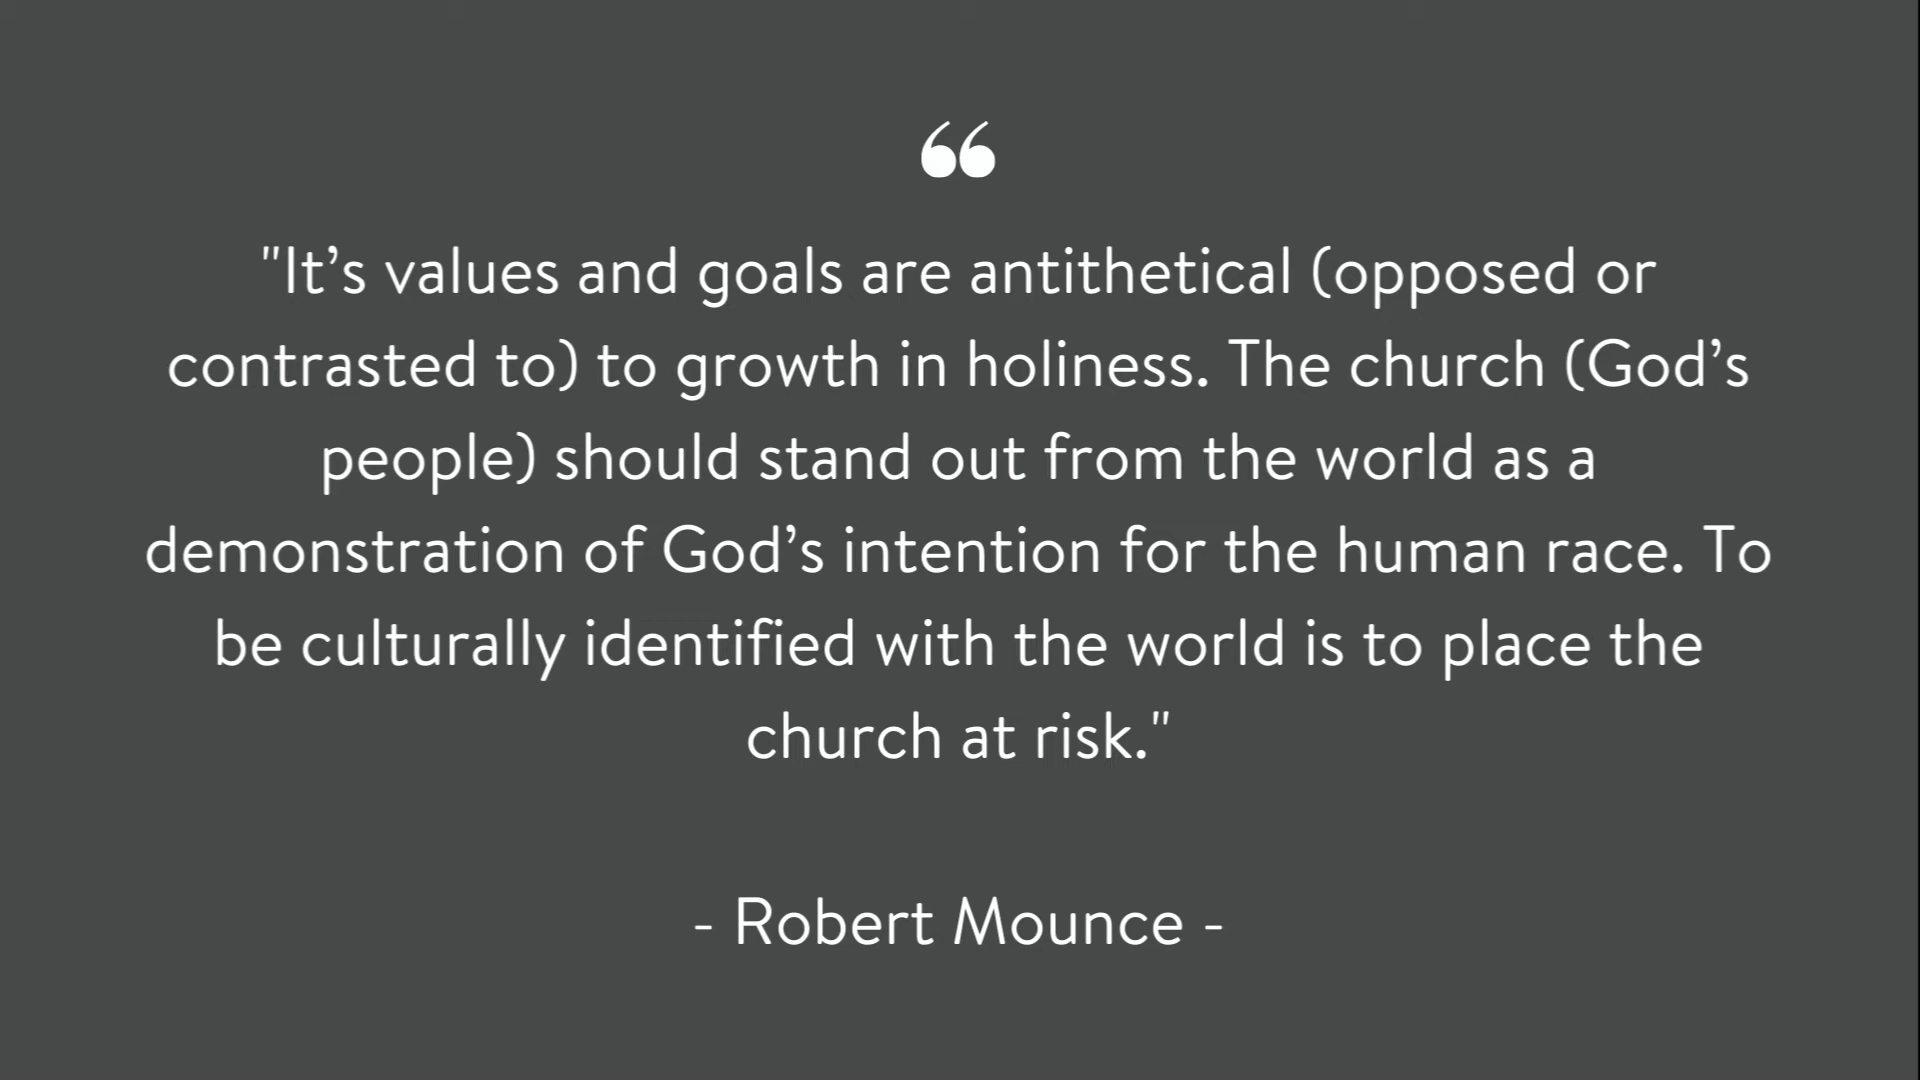 “
"It’s values and goals are antithetical (opposed or
contrasted to) to growth in holiness. The church (God’s
people) should stand out from the world as a
demonstration of God’s intention for the human race. To
be culturally identified with the world is to place the
church at risk."
- Robert Mounce -